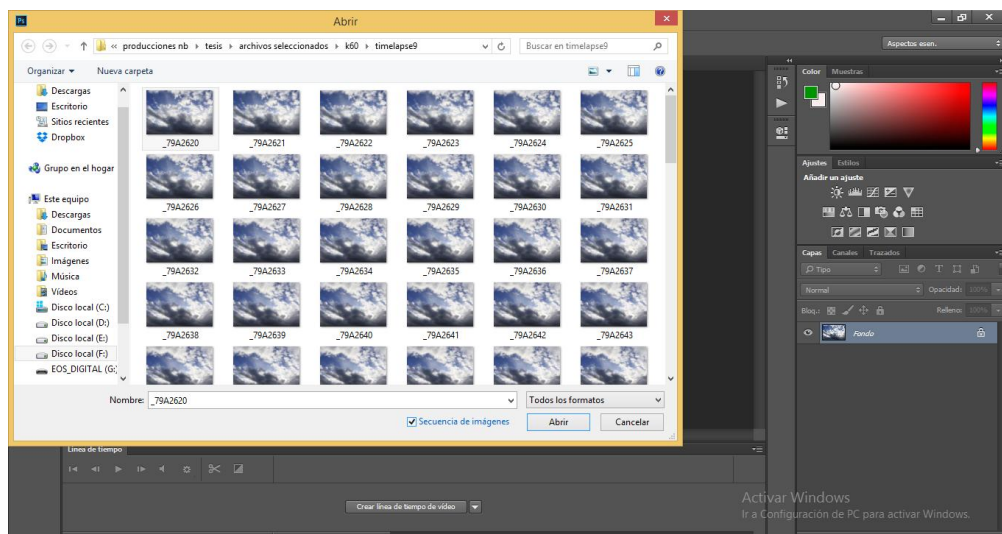 Ps
Abrir
« producciones nb › tesis › archivos seleccionados › k60 › timelapse9
Buscar en timelapse9
Organizar
Nueva carpeta
Descargas
Escritorio
Sitios recientes
Dropbox
Grupo en el hogar
Este equipo
Descargas
Documentos
Escritorio
Imágenes
Música
Vídeos
Disco local (C:)
Disco local (D:)
Disco local (E:)
Disco local (F:)
EOS_DIGITAL (G:
_79A2620 _79A2621 _79A2622 _79A2623 _79A2624 _79A2625
_79A2626 _79A2627 _79A2628 _79A2629 _79A2630 _79A2631
_79A2632 _79A2633 _79A2634 _79A2635 _79A2636 _79A2637
_79A2638 _79A2639 _79A2640 _79A2641 _79A2642 _79A2643
Nombre: _79A2620
Todos los formatos
Secuencia de imágenes
Abrir
Cancelar
Aspectos esen.
Color Muestras
Ajustes Estilos
Añadir un ajuste
Capas Canales Trazados
Tipo
Normal
Opacidad: 100%
Bloq.:
Relleno: 100%
Fondo
Línea de tiempo
Crear línea de tiempo de vídeo
Activar Windows
Ir a Configuración de PC para activar Windows.